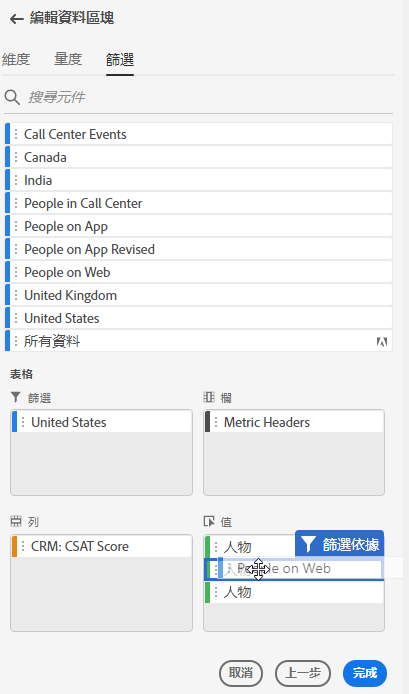 編輯資料區塊
維度 量度 篩選
搜尋元件
Call Center Events
Canada
India
People in Call Center
People on App
People on App Revised
People on Web
United Kingdom
United States
所有資料
表格
篩選 欄
United States Metric Headers
列 值
CRM: CSAT Score 人物
篩選依據
People on Web
人物
取消 上一步 完成